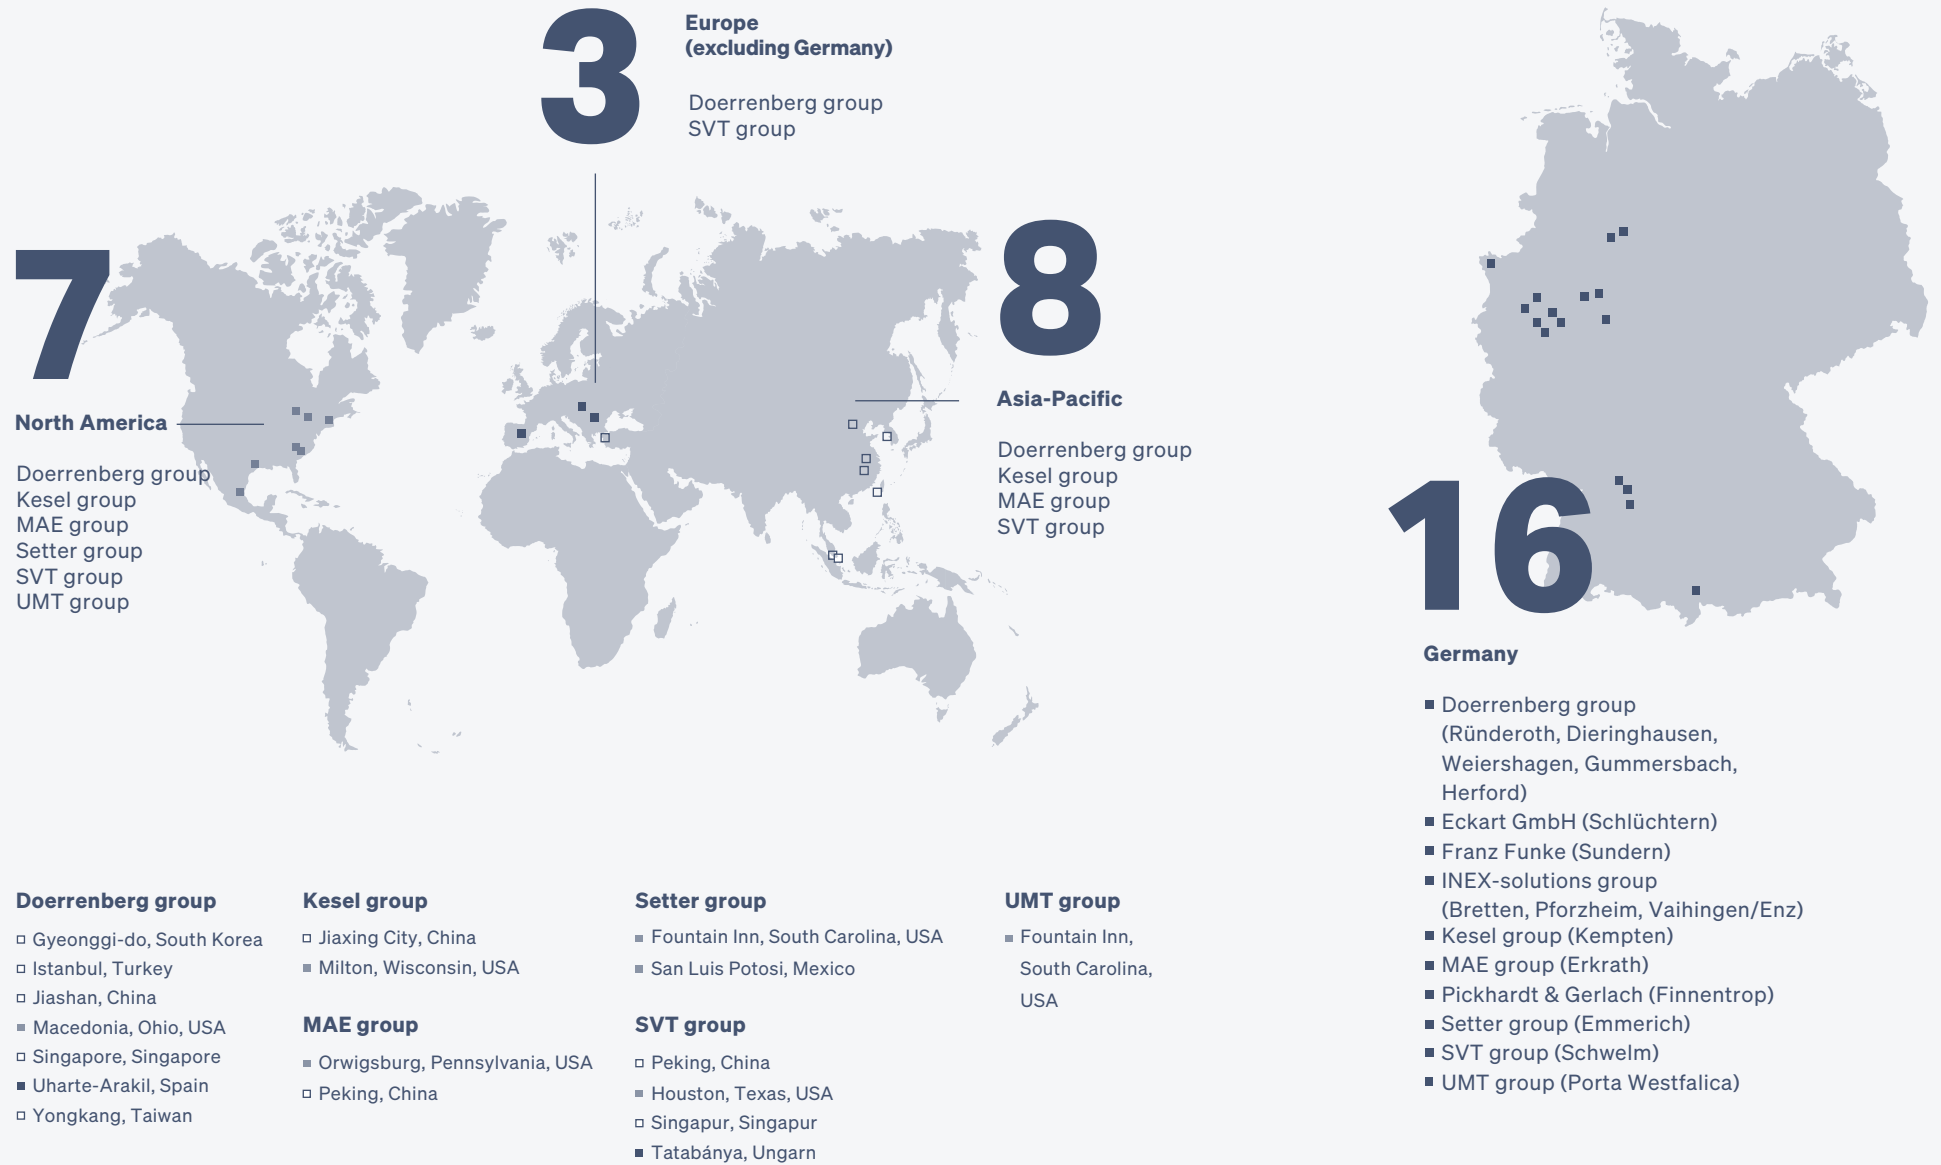 3
Europe
(excluding Germany)
Doerrenberg group
SVT group
7
North America
Doerrenberg group
Kesel group
MAE group
Setter group
SVT group
UMT group
8
Asia-Pacific
Doerrenberg group
Kesel group
MAE group
SVT group
16
Germany
Doerrenberg group
(Ründeroth, Dieringhausen,
Weiershagen, Gummersbach,
Herford)
Eckart GmbH (Schlüchtern)
Franz Funke (Sundern)
INEX-solutions group
(Bretten, Pforzheim, Vaihingen/Enz)
Kesel group (Kempten)
MAE group (Erkrath)
Pickhardt & Gerlach (Finnentrop)
Setter group (Emmerich)
SVT group (Schwelm)
UMT group (Porta Westfalica)
Doerrenberg group
Gyeonggi-do, South Korea
Istanbul, Turkey
Jiashan, China
Macedonia, Ohio, USA
Singapore, Singapore
Uharte-Arakil, Spain
Yongkang, Taiwan
Kesel group
Jiaxing City, China
Milton, Wisconsin, USA
MAE group
Orwigsburg, Pennsylvania, USA
Peking, China
Setter group
Fountain Inn, South Carolina, USA
San Luis Potosi, Mexico
SVT group
Peking, China
Houston, Texas, USA
Singapur, Singapur
Tatabánya, Ungarn
UMT group
Fountain Inn,
South Carolina,
USA